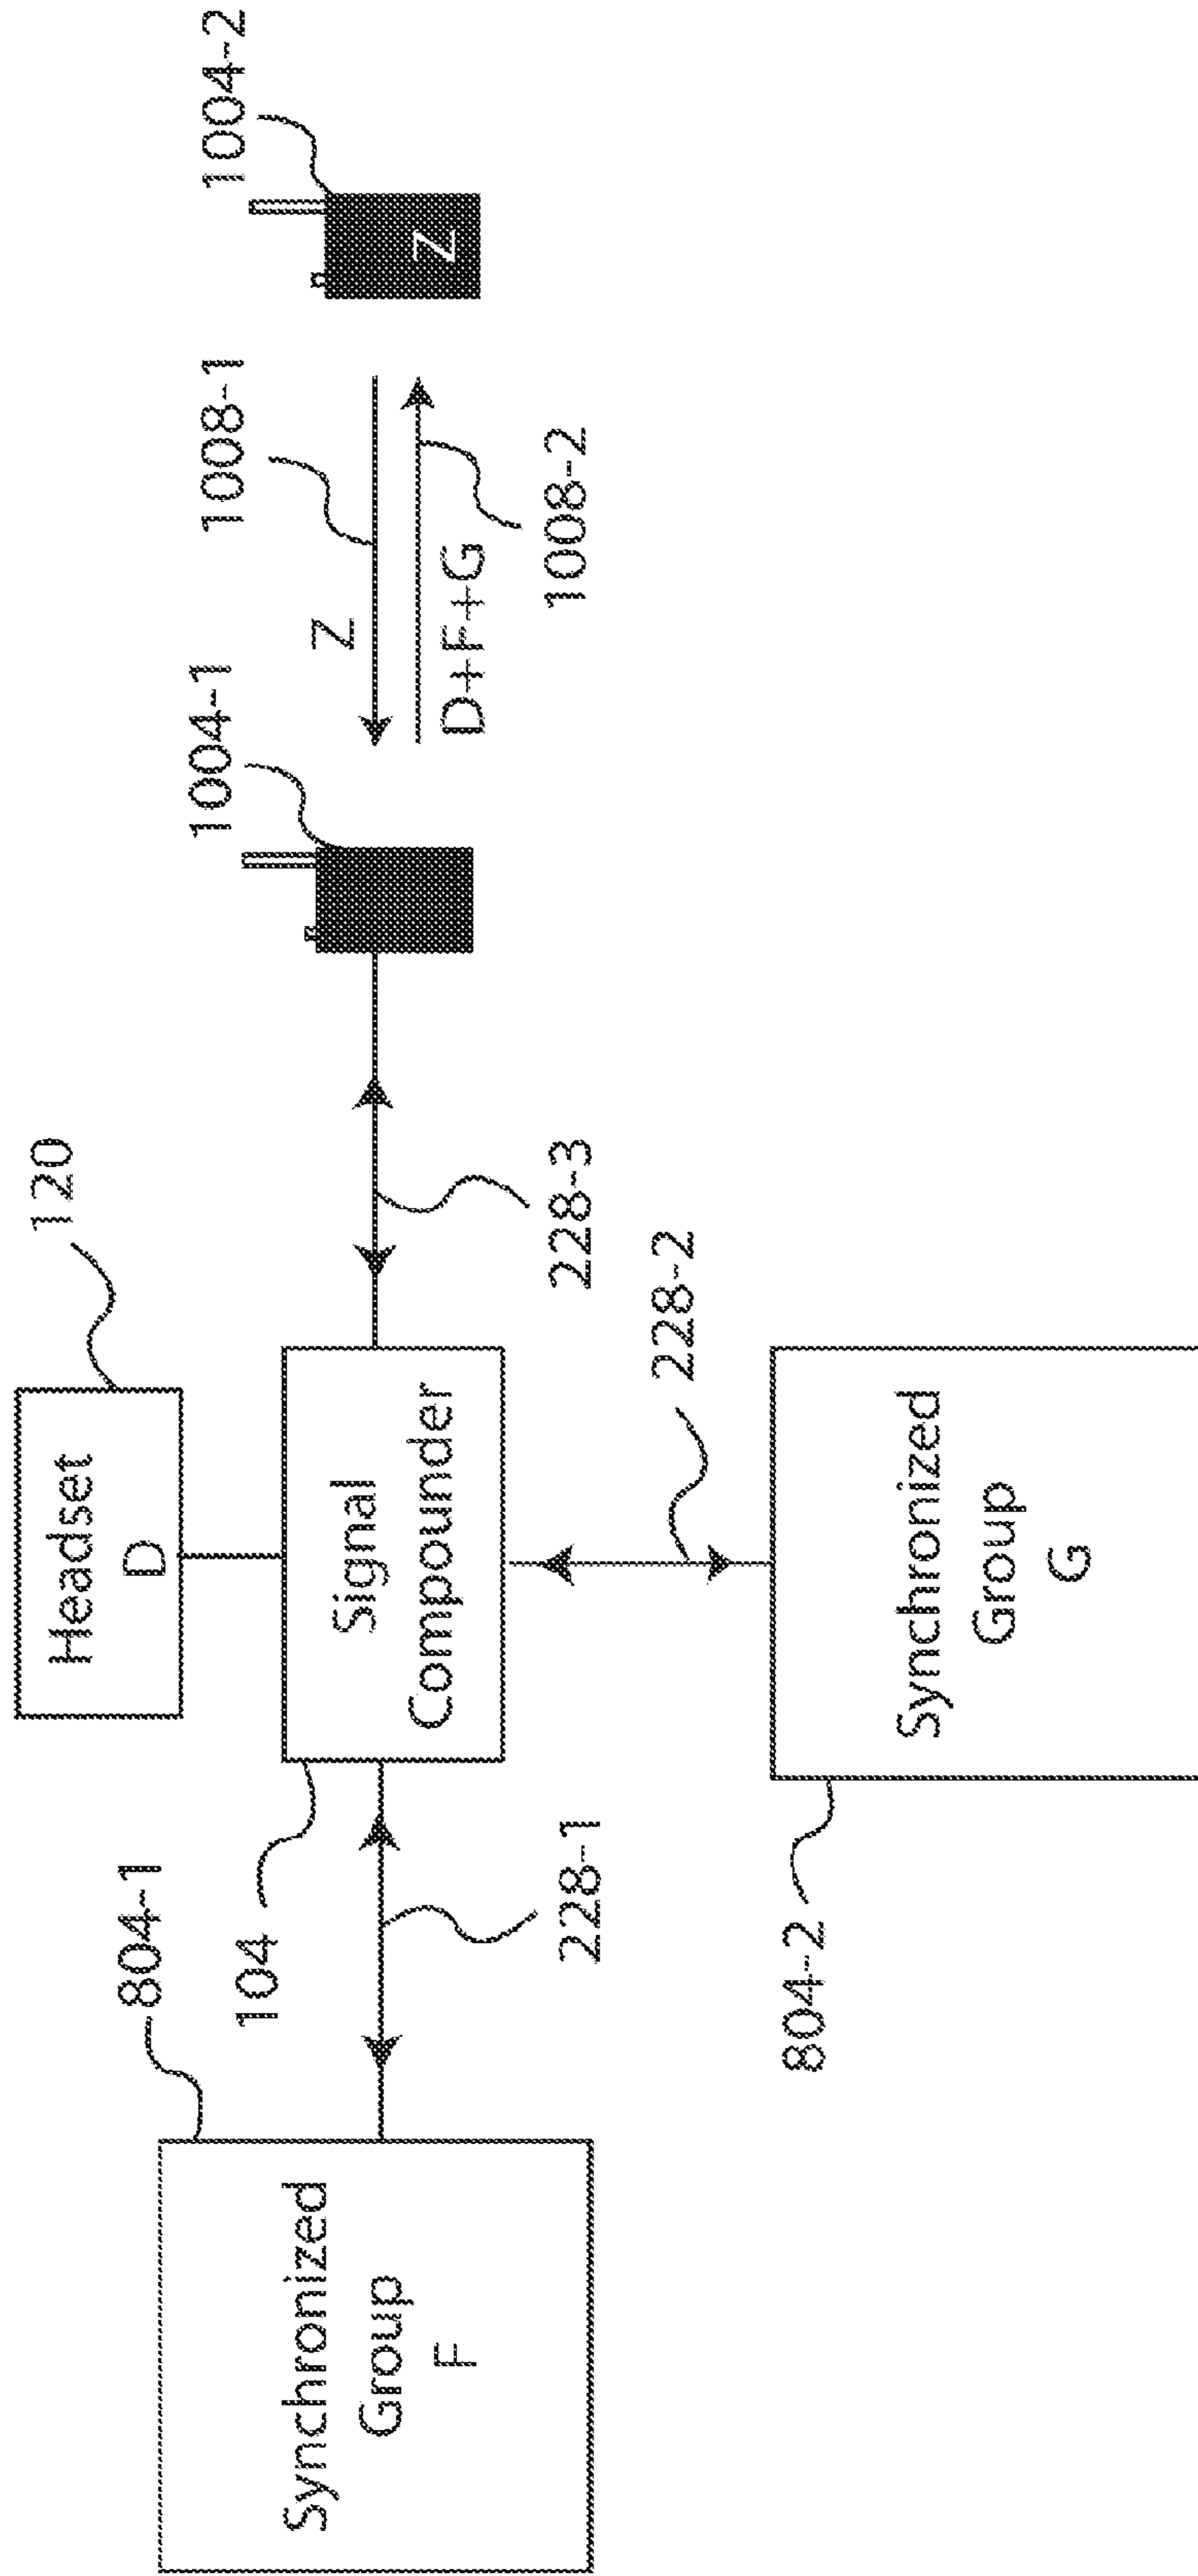 Headset
D
120
804-1
104
Signal
Compounder
Synchronized
Group
F
228-1
228-3
1004-1
1008-1
1004-2
Z
Z
D+F+G
1008-2
228-2
804-2
Synchronized
Group
G